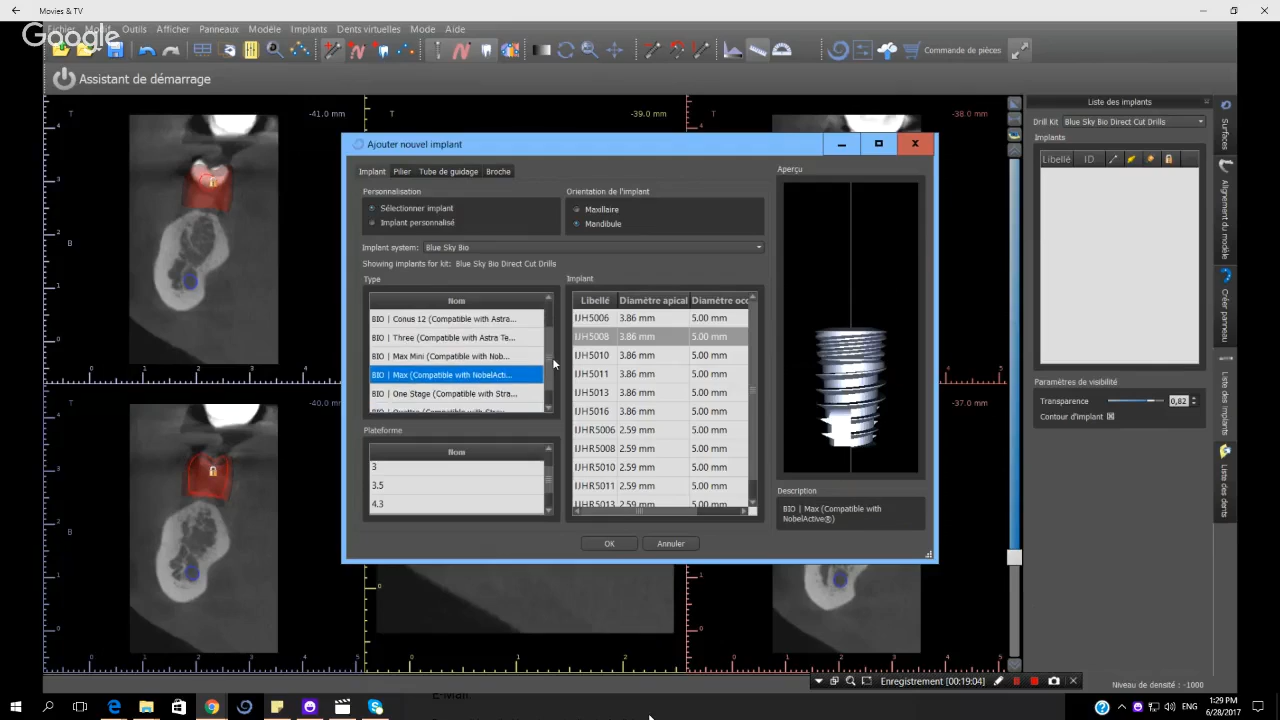 Movies & TV
Google
Fichier Modif Outils Afficher Panneaux Modèle Implants Dents virtuelles Mode Aide
Commande de pièces
Assistant de démarrage
T -41.0 mm T -39.0 mm -38.0 mm
Liste des implants
Drill Kit Blue Sky Bio Direct Cut Drills
Implants
Libellé ID
Surfaces
Alignement du modèle
Créer panneau
Liste des implants
Liste des dents
Paramètres de visibilité
Transparence 0,82
Contour d'implant
Ajouter nouvel implant
Implant Pilier Tube de guidage Broche
Personnalisation
Sélectionner implant
Implant personnalisé
Orientation de l'implant
Maxillaire
Mandibule
Aperçu
Implant system: Blue Sky Bio
Showing implants for kit: Blue Sky Bio Direct Cut Drills
Type
Nom
BIO | Conus 12 (Compatible with Astra...
BIO | Three (Compatible with Astra Te...
BIO | Max Mini (Compatible with Nob...
BIO | Max (Compatible with NobelActi...
BIO | One Stage (Compatible with Stra...
Plateforme
Nom
3
3.5
4.3
Implant
Libellé Diamètre apical Diamètre occ
IJH5006 3.86 mm 5.00 mm
IJH5008 3.86 mm 5.00 mm
IJH5010 3.86 mm 5.00 mm
IJH5011 3.86 mm 5.00 mm
IJH5013 3.86 mm 5.00 mm
IJH5016 3.86 mm 5.00 mm
IJHR5006 2.59 mm 5.00 mm
IJHR5008 2.59 mm 5.00 mm
IJHR5010 2.59 mm 5.00 mm
IJHR5011 2.59 mm 5.00 mm
IJHR5013 2.59 mm 5.00 mm
Description
BIO | Max (Compatible with
NobelActive®)
OK Annuler
T -40.0 mm -37.0 mm
B
B
Enregistrement [00:19:04]
Niveau de densité : -1000
E-Mail:
ENG
1:29 PM
6/28/2017